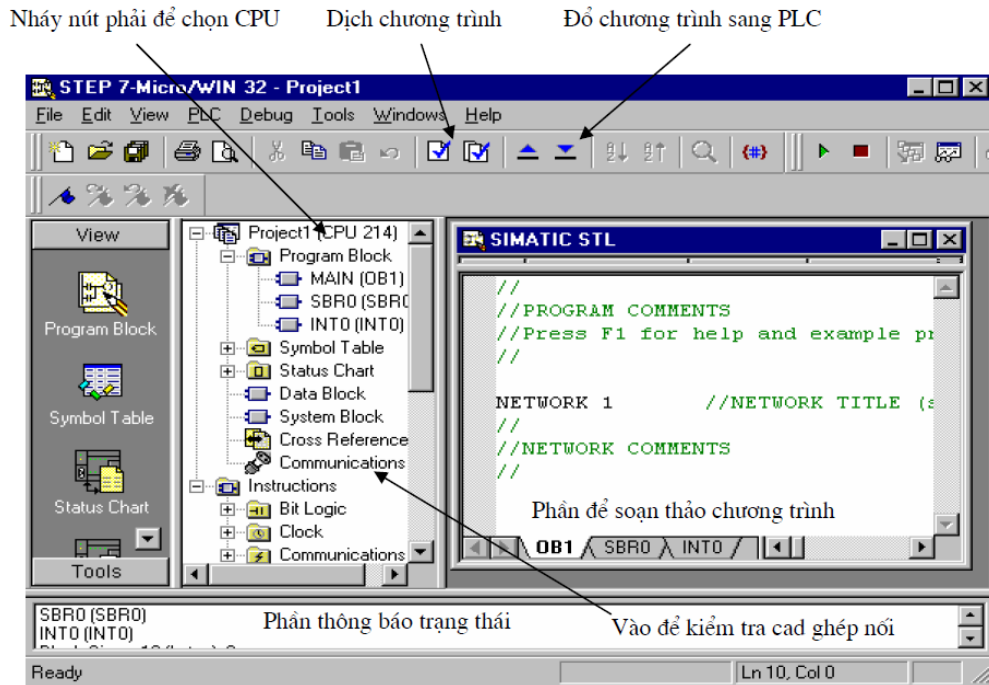 Nháy nút phải để chọn CPU
Dịch chương trình
Đổ chương trình sang PLC
STEP 7-Micro/WIN 32 - Project1
File Edit View PLC Debug Tools Windows Help
View
Program Block
Symbol Table
Status Chart
Tools
Project1 (CPU 214)
Program Block
MAIN (OB1)
SBR0 (SBR0
INT0 (INT0)
Symbol Table
Status Chart
Data Block
System Block
Cross Reference
Communications
Instructions
Bit Logic
Clock
Communications
SIMATIC STL
//
//PROGRAM COMMENTS
//Press F1 for help and example pr
//
NETWORK 1 //NETWORK TITLE (s
//
//NETWORK COMMENTS
//
Phần để soạn thảo chương trình
OB1 SBR0 INT0
SBR0 (SBR0)
INT0 (INT0)
Phần thông báo trạng thái
Vào để kiểm tra cad ghép nối
Ready
Ln 10, Col 0